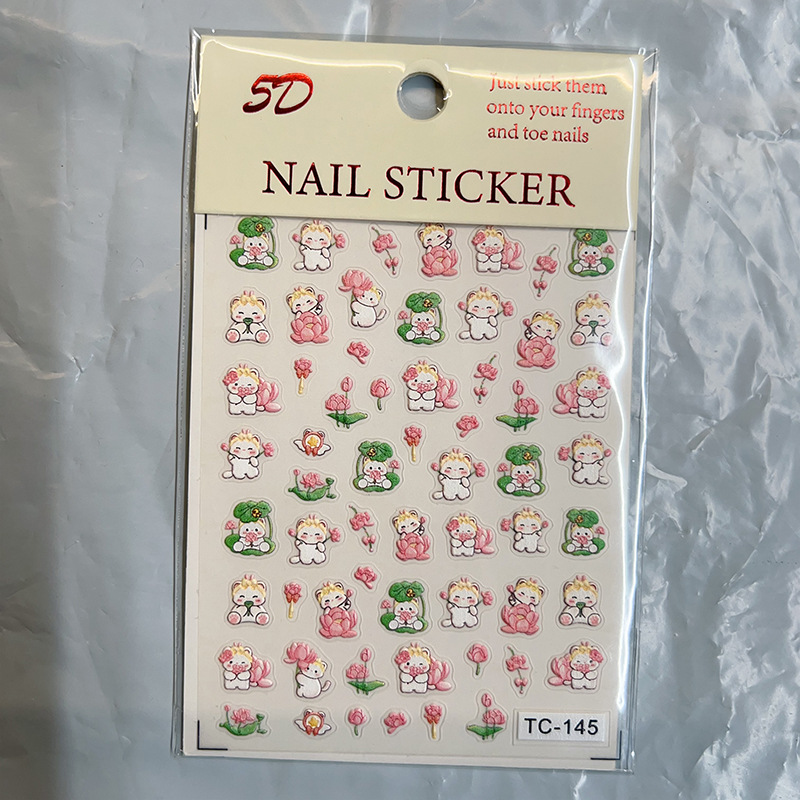 5D
Just stick them
onto your fingers
and toe nails
NAIL STICKER
TC-145